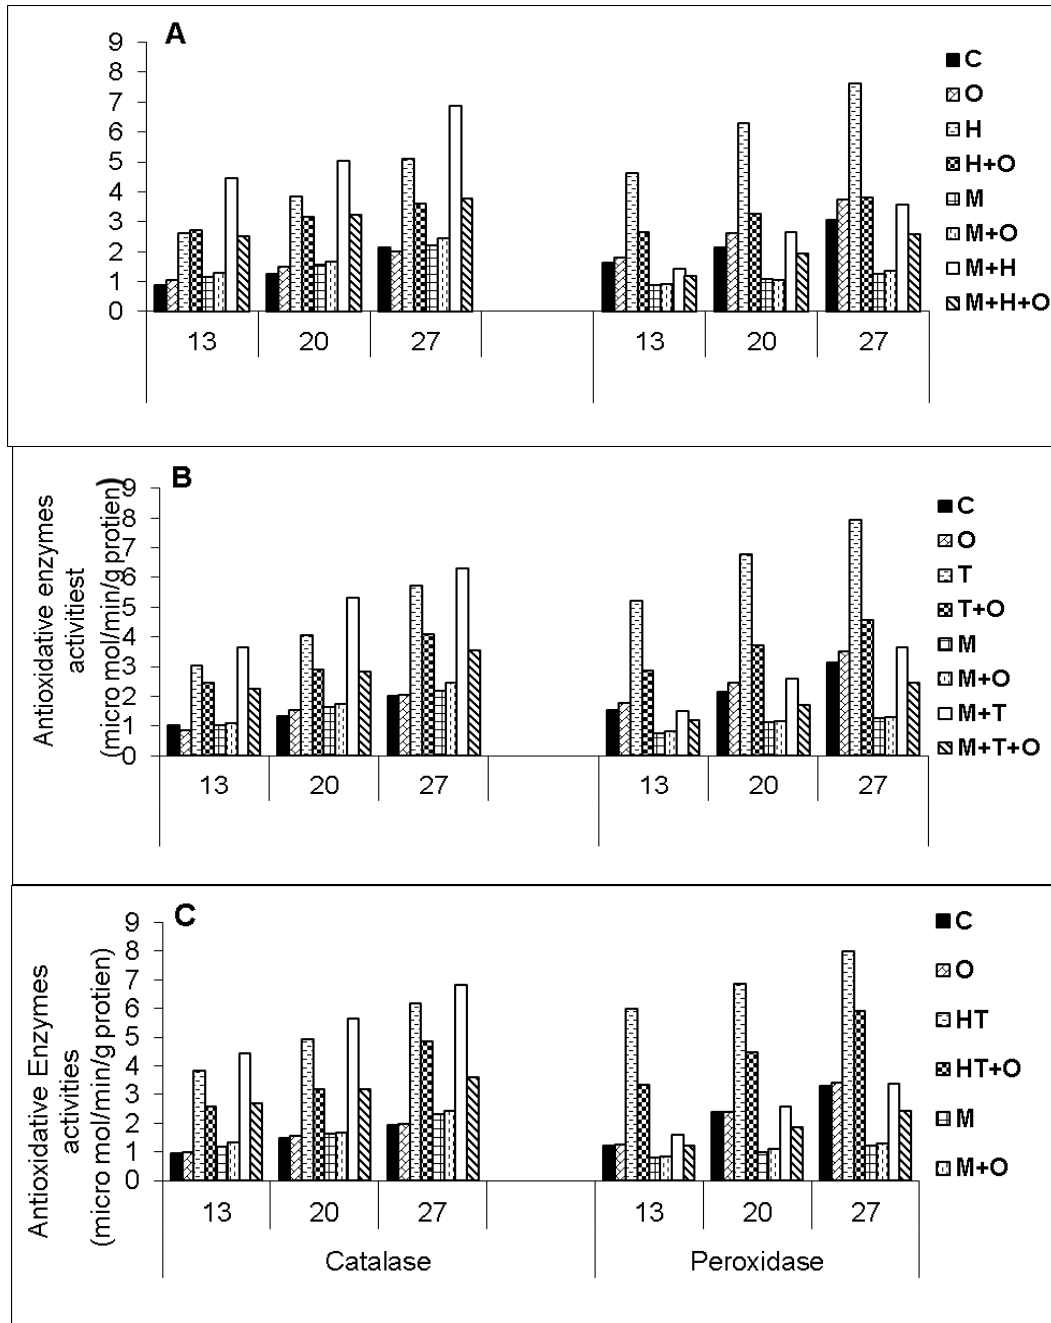 A
9
8
7
6
5
4
3
2
1
0
13 20 27 13 20 27
C
O
H
H+O
M
M+O
M+H
M+H+O
B
Antioxidative enzymes
activitiest
(micro mol/min/g protien)
9
8
7
6
5
4
3
2
1
0
13 20 27 13 20 27
C
O
T
T+O
M
M+O
M+T
M+T+O
C
Antioxidative Enzymes
activities
(micro mol/min/g protien)
9
8
7
6
5
4
3
2
1
0
13 20 27 13 20 27
Catalase Peroxidase
C
O
HT
HT+O
M
M+O